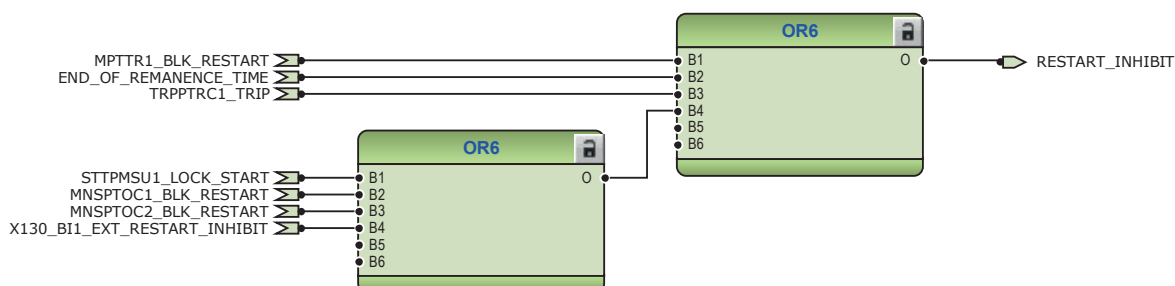 OR6
MPTTR1_BLK_RESTART
END_OF_REMANENCE_TIME
TRPPTRC1_TRIP
B1
B2
B3
B4
B5
B6
O
RESTART_INHIBIT
OR6
STTPMSU1_LOCK_START
MNSPTOC1_BLK_RESTART
MNSPTOC2_BLK_RESTART
X130_BI1_EXT_RESTART_INHIBIT
B1
B2
B3
B4
B5
B6
O